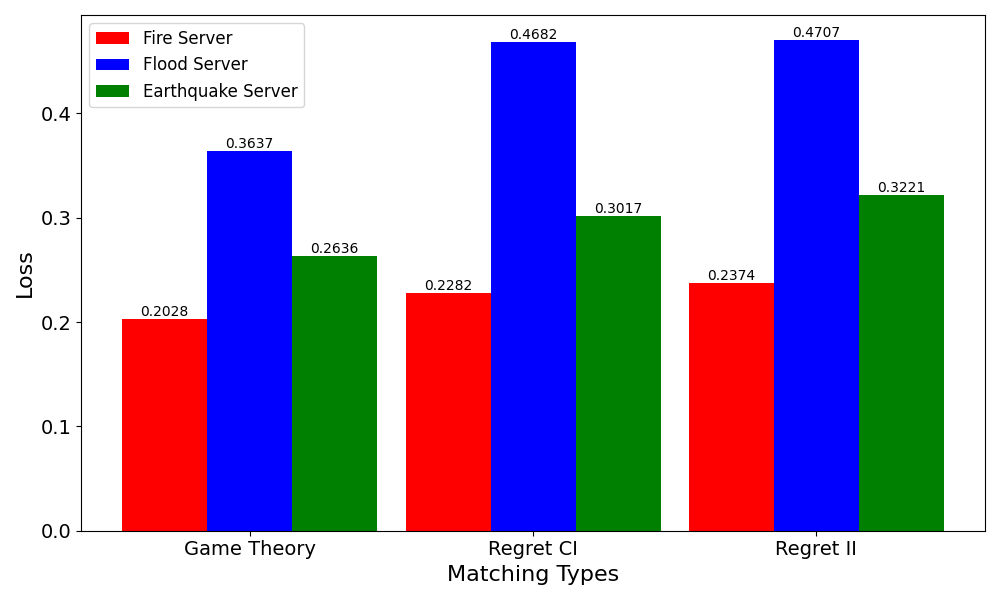 Fire Server
Flood Server
Earthquake Server
0.3637
0.2636
0.2028
0.4682
0.3017
0.2282
0.4707
0.3221
0.2374
0.4
0.3
0.2
0.1
0.0
Loss
Game Theory
Regret CI
Regret II
Matching Types